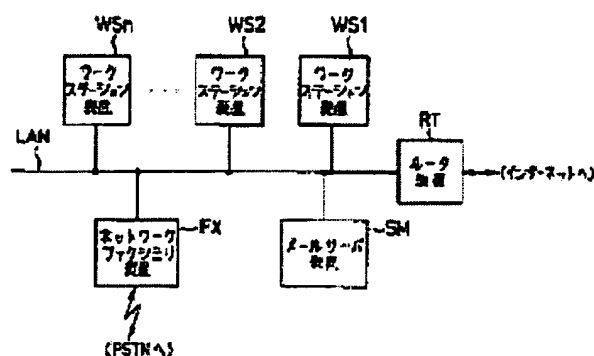 WSn
WS2
WS1
ワーク
ステーション
装置
ワーク
ステーション
装置
ワーク
ステーション
装置
LAN
RT
ルータ
装置
(インターネットへ)
ネットワーク
ファクシミリ
装置
FX
メールサーバ
装置
SM
(PSTNへ)